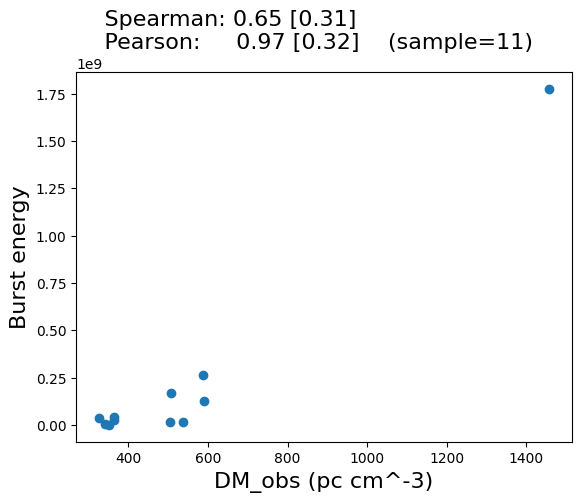 Spearman: 0.65 [0.31]
Pearson: 0.97 [0.32] (sample=11)
1e9
1.75
1.50
1.25
1.00
0.75
0.50
0.25
0.00
Burst energy
400 600 800 1000 1200 1400
DM_obs (pc cm^-3)